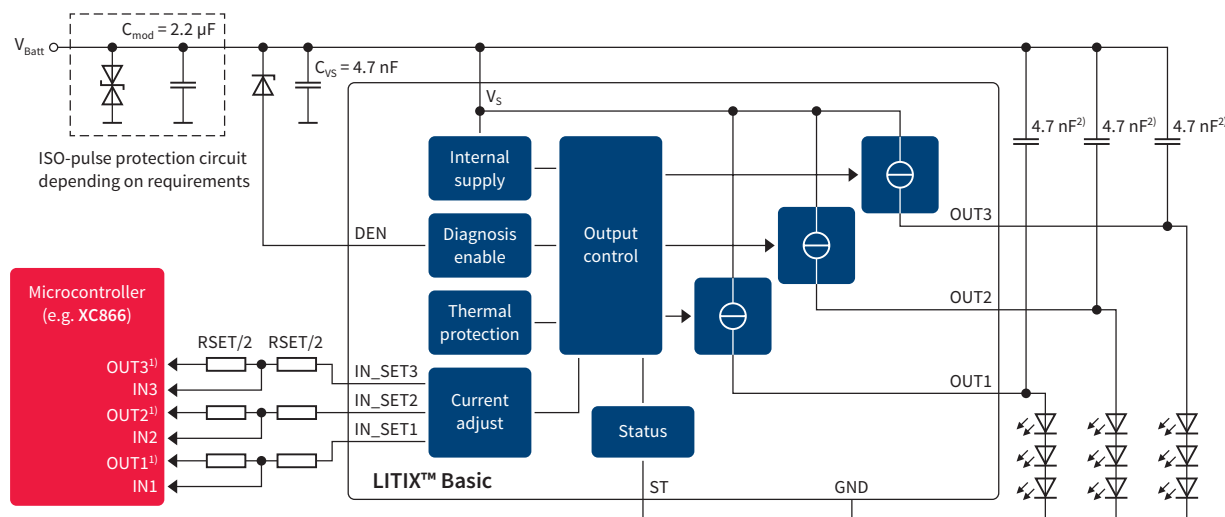 C_mod = 2.2 µF
V_Batt
C_VS = 4.7 nF
V_S
4.7 nF²⁾
4.7 nF²⁾
4.7 nF²⁾
ISO-pulse protection circuit
depending on requirements
Internal
supply
OUT3
DEN
Diagnosis
enable
Output
control
Microcontroller
(e.g. XC866)
Thermal
protection
OUT2
RSET/2
RSET/2
OUT3¹⁾
IN3
IN_SET3
OUT1
OUT2¹⁾
IN2
IN_SET2
Current
adjust
Status
OUT1¹⁾
IN1
IN_SET1
LITIX™ Basic
ST
GND